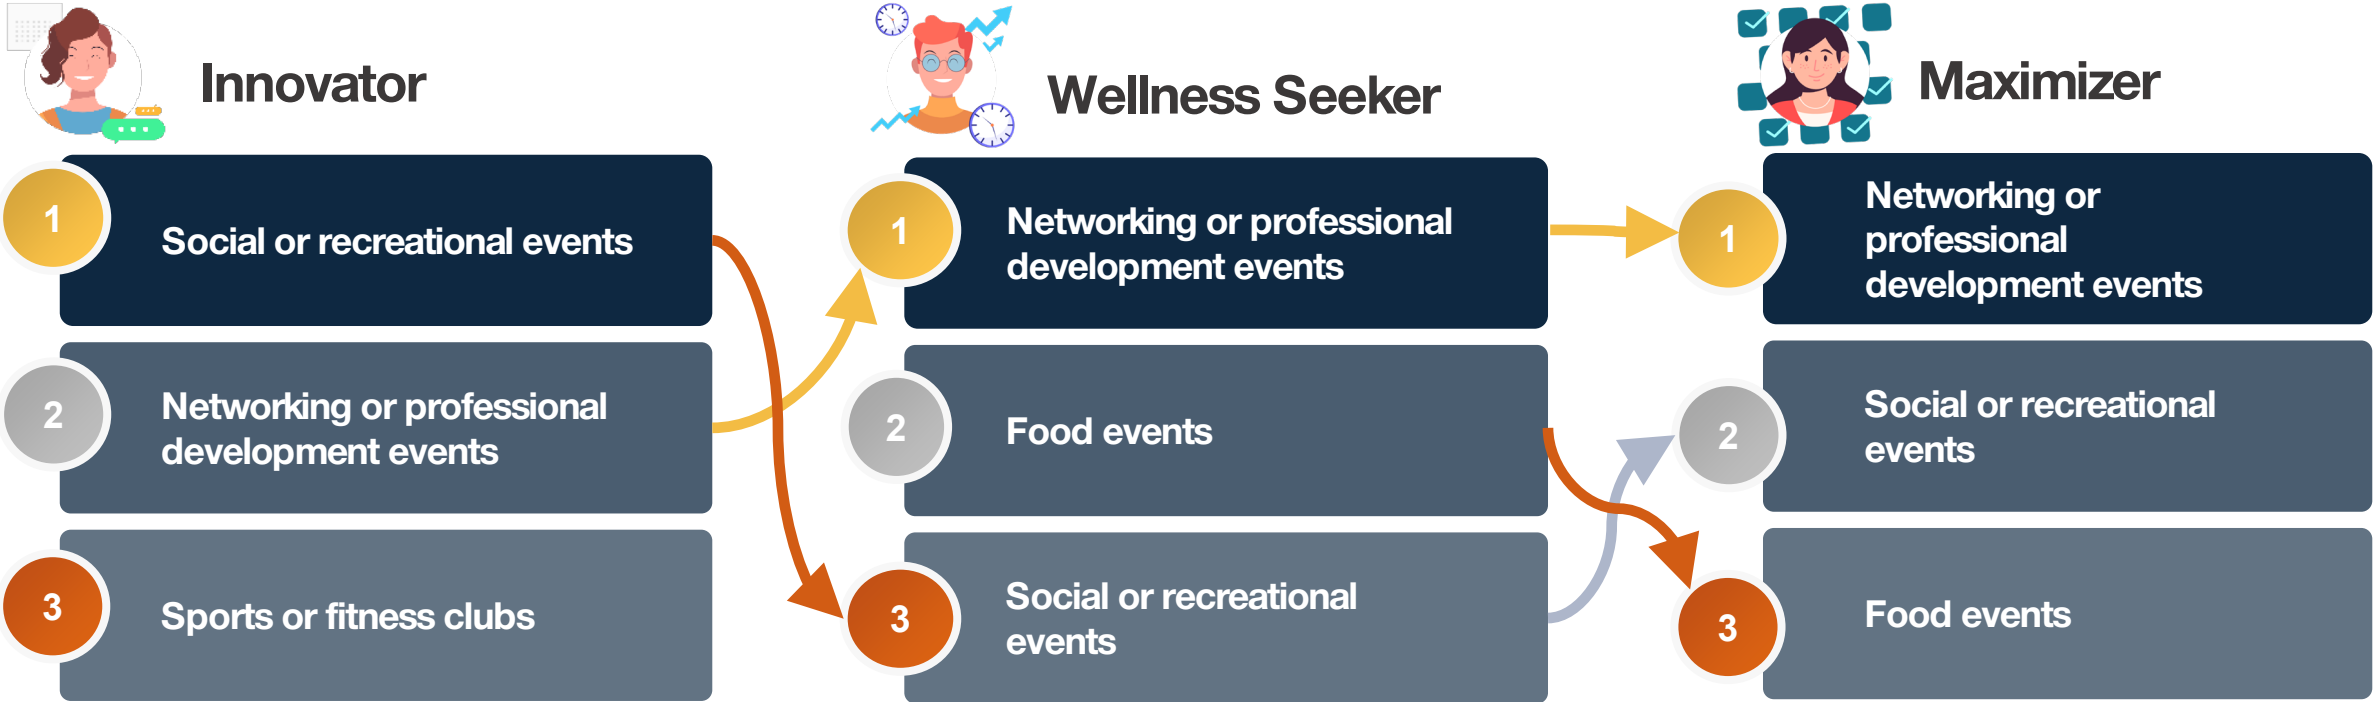 Innovator
1
Social or recreational events
2
Networking or professional
development events
3
Sports or fitness clubs
Wellness Seeker
1
Networking or professional
development events
2
Food events
3
Social or recreational
events
Maximizer
1
Networking or
professional
development events
2
Social or recreational
events
3
Food events